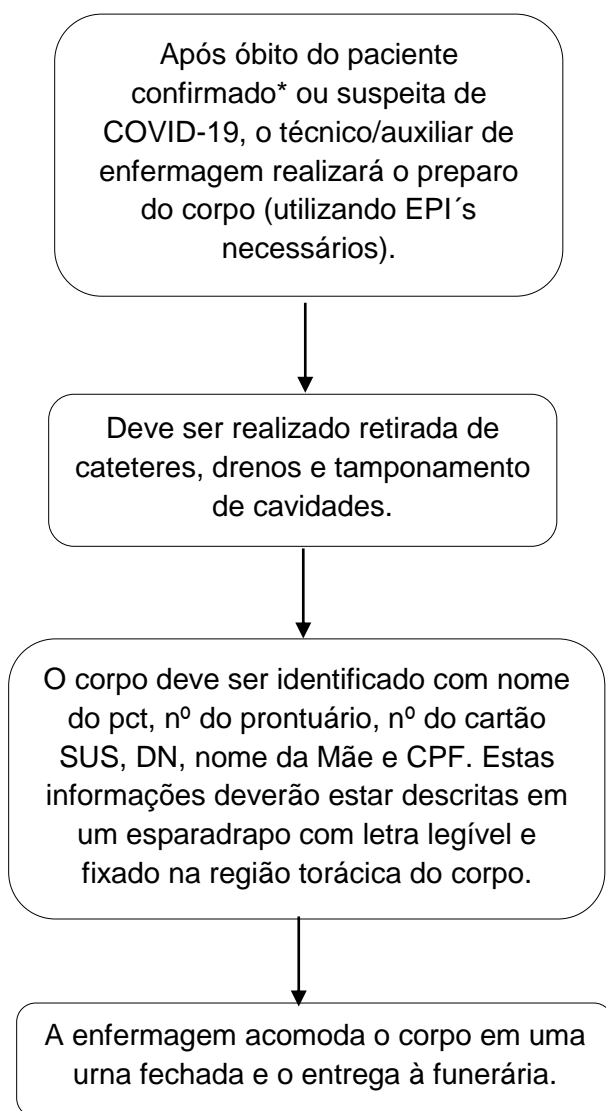 Após óbito do paciente
confirmado* ou suspeita de
COVID-19, o técnico/auxiliar de
enfermagem realizará o preparo
do corpo (utilizando EPI´s
necessários).
Deve ser realizado retirada de
cateteres, drenos e tamponamento
de cavidades.
O corpo deve ser identificado com nome
do pct, nº do prontuário, nº do cartão
SUS, DN, nome da Mãe e CPF. Estas
informações deverão estar descritas em
um esparadrapo com letra legível e
fixado na região torácica do corpo.
A enfermagem acomoda o corpo em uma
urna fechada e o entrega à funerária.